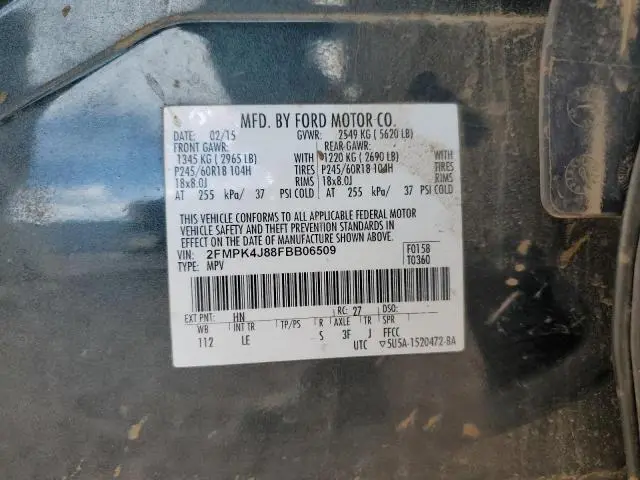 MFD. BY FORD MOTOR CO.
DATE: 02/15 GVWR: 2549 KG ( 5620 LB)
FRONT GAWR: REAR GAWR:
1345 KG ( 2965 LB) WITH 1220 KG ( 2690 LB) WITH
P245/60R18 104H TIRES P245/60R18 104H TIRES
18x8.0J RIMS 18x8.0J RIMS
AT 255 kPa/ 37 PSI COLD AT 255 kPa/ 37 PSI COLD
THIS VEHICLE CONFORMS TO ALL APPLICABLE FEDERAL MOTOR
VEHICLE SAFETY AND THEFT PREVENTION STANDARDS IN
EFFECT ON THE DATE OF MANUFACTURE SHOWN ABOVE.
VIN: 2FMPK4J88FBB06509 F0158
TYPE: MPV T0360
EXT PNT: HN RC: 27 DSO:
WB INT TR TP/PS R AXLE TR SPR
112 LE S 3F J FFCC
UTC ▽5U5A-1520472-BA